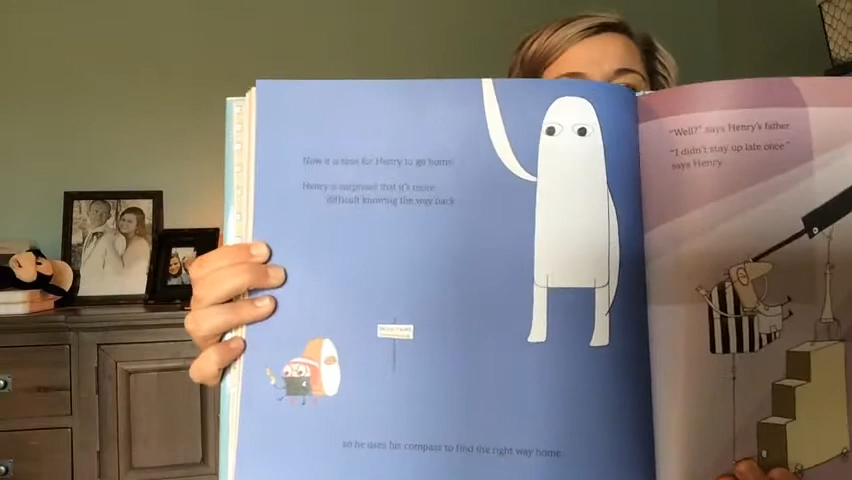 Now it is time for Henry to go home.
Henry is surprised that it's more
difficult knowing the way back
so he uses his compass to find the right way home.
"Well?" says Henry's father
"I didn't stay up late once"
says Henry.